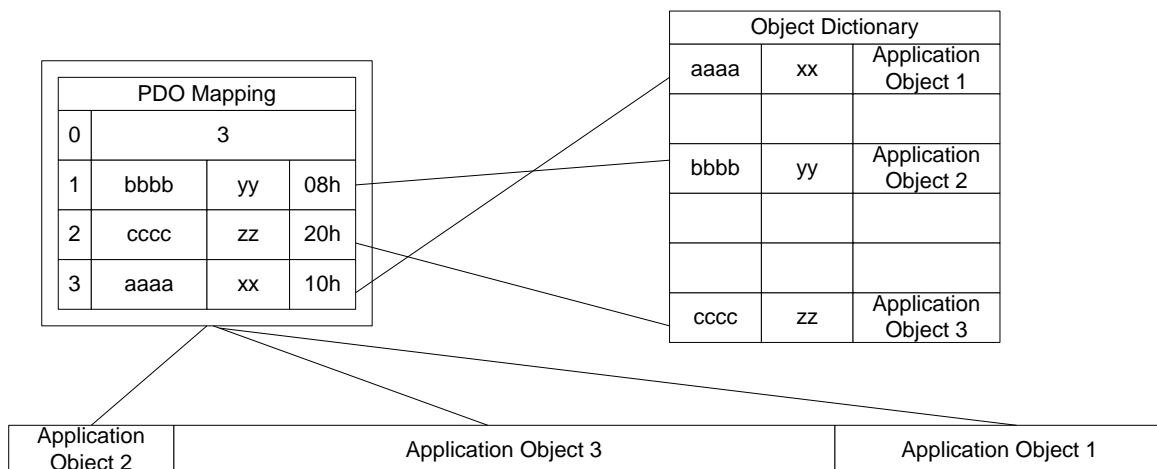 Object Dictionary
aaaa xx Application
Object 1
bbbb yy Application
Object 2
cccc zz Application
Object 3
PDO Mapping
0 3
1 bbbb yy 08h
2 cccc zz 20h
3 aaaa xx 10h
Application
Object 2
Application Object 3
Application Object 1